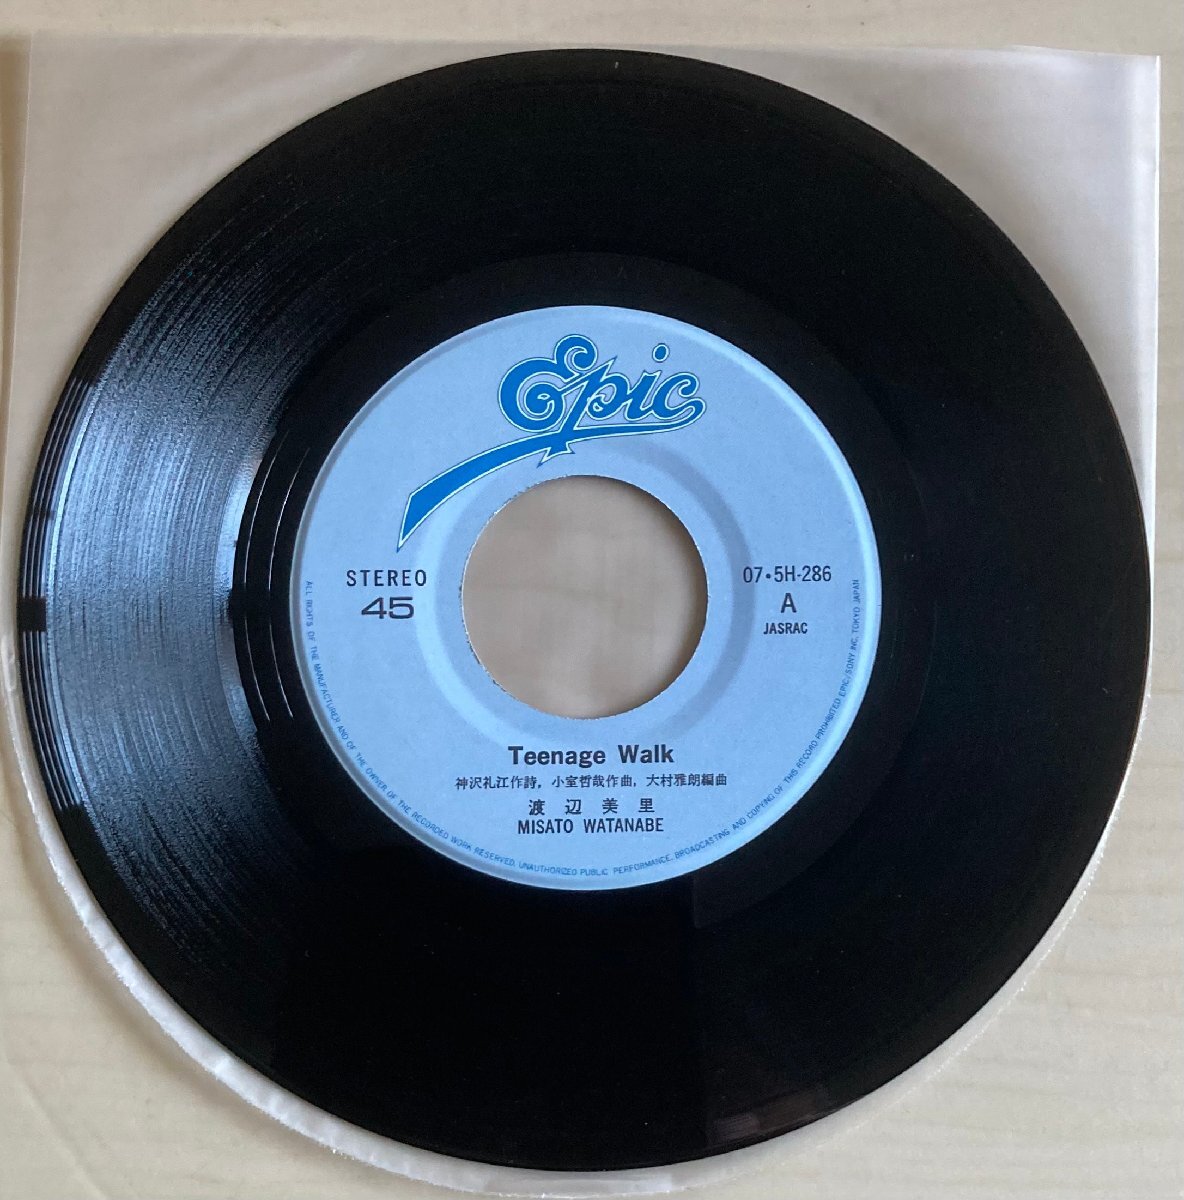 Epic
STEREO
45
07・5H-286
A
JASRAC
Teenage Walk
神沢礼江作詩, 小室哲哉作曲, 大村雅朗編曲
渡辺美里
MISATO WATANABE
ALL RIGHTS OF THE MANUFACTURER AND OF THE OWNER OF THE RECORDED WORK RESERVED. UNAUTHORIZED PUBLIC PERFORMANCE, BROADCASTING AND COPYING OF THIS RECORD PROHIBITED EPIC/SONY INC. TOKYO JAPAN